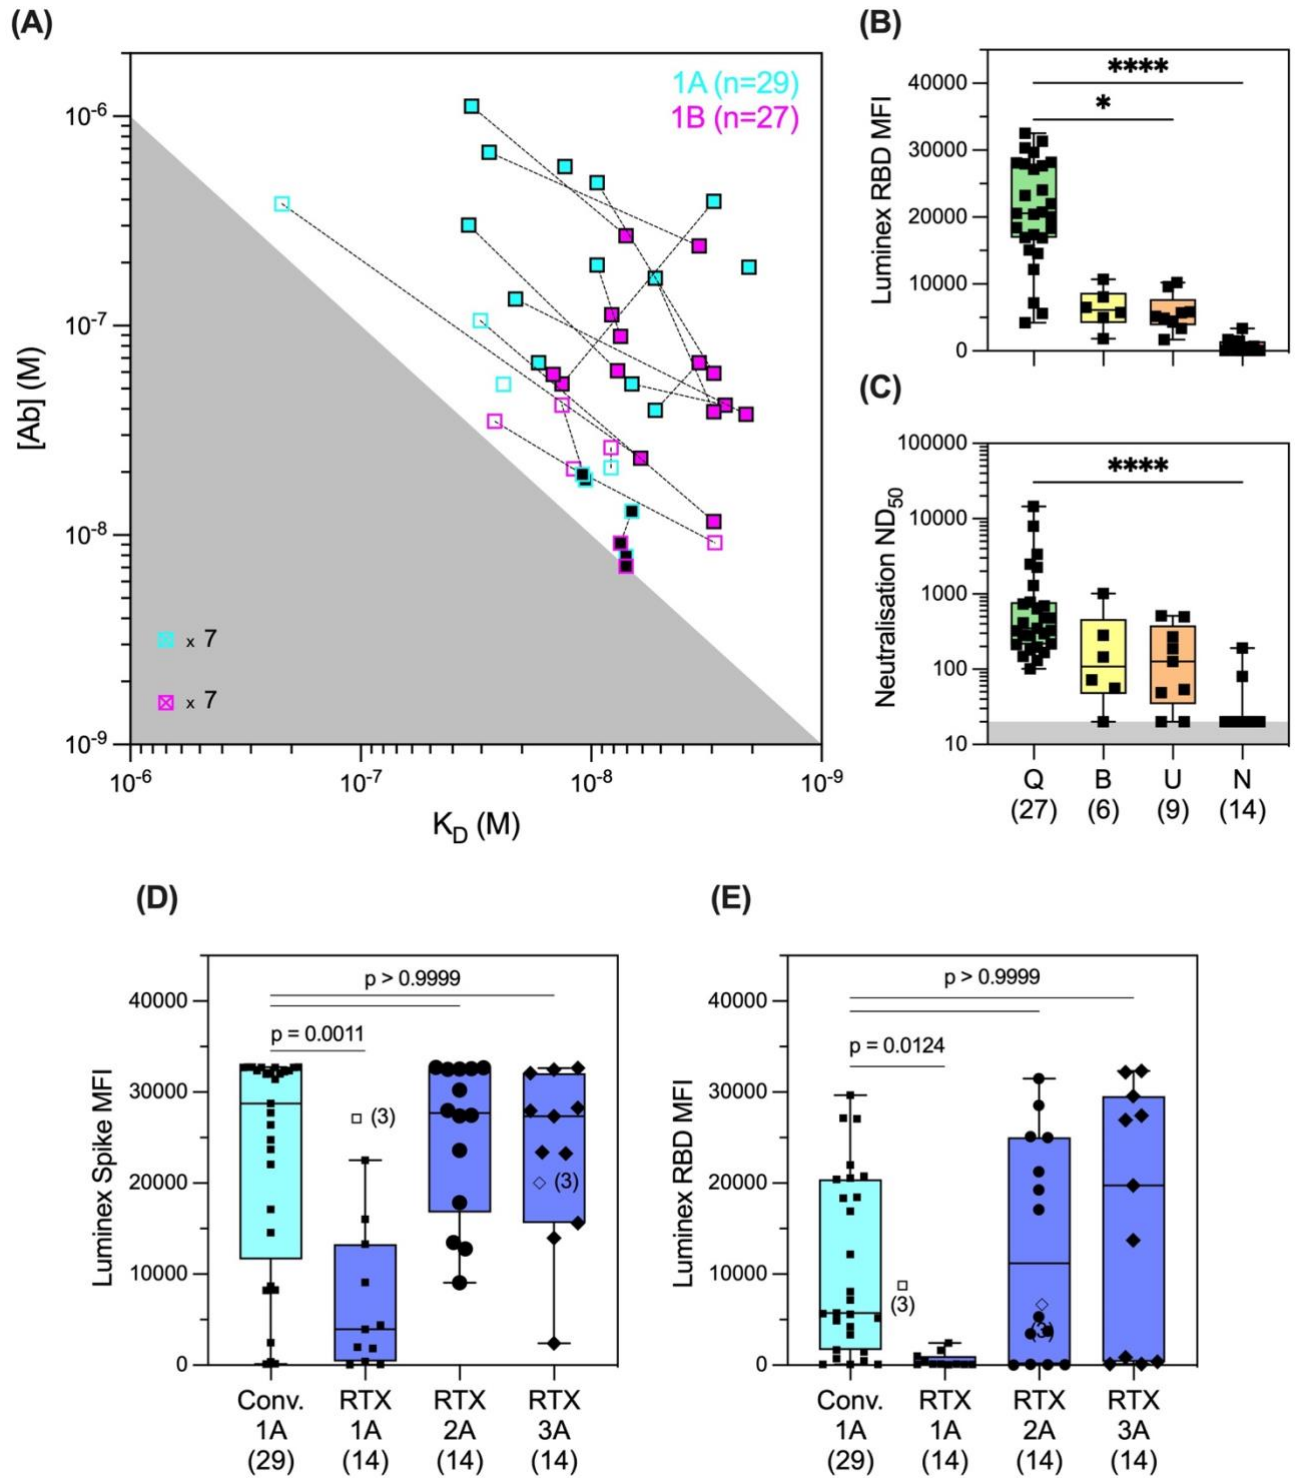 (A)
1A (n=29)
1B (n=27)
[Ab] (M)
10-6
10-7
10-8
10-9
x 7
x 7
10-6
10-7
10-8
10-9
KD (M)
(B)
Luminex RBD MFI
40000
30000
20000
10000
0
****
*
(C)
Neutralisation ND50
100000
10000
1000
100
10
****
Q B U N
(27) (6) (9) (14)
(D)
Luminex Spike MFI
40000
30000
20000
10000
0
p > 0.9999
p = 0.0011
(3)
(3)
Conv. RTX RTX RTX
1A 1A 2A 3A
(29) (14) (14) (14)
(E)
Luminex RBD MFI
40000
30000
20000
10000
0
p > 0.9999
p = 0.0124
(3)
(3)
Conv. RTX RTX RTX
1A 1A 2A 3A
(29) (14) (14) (14)